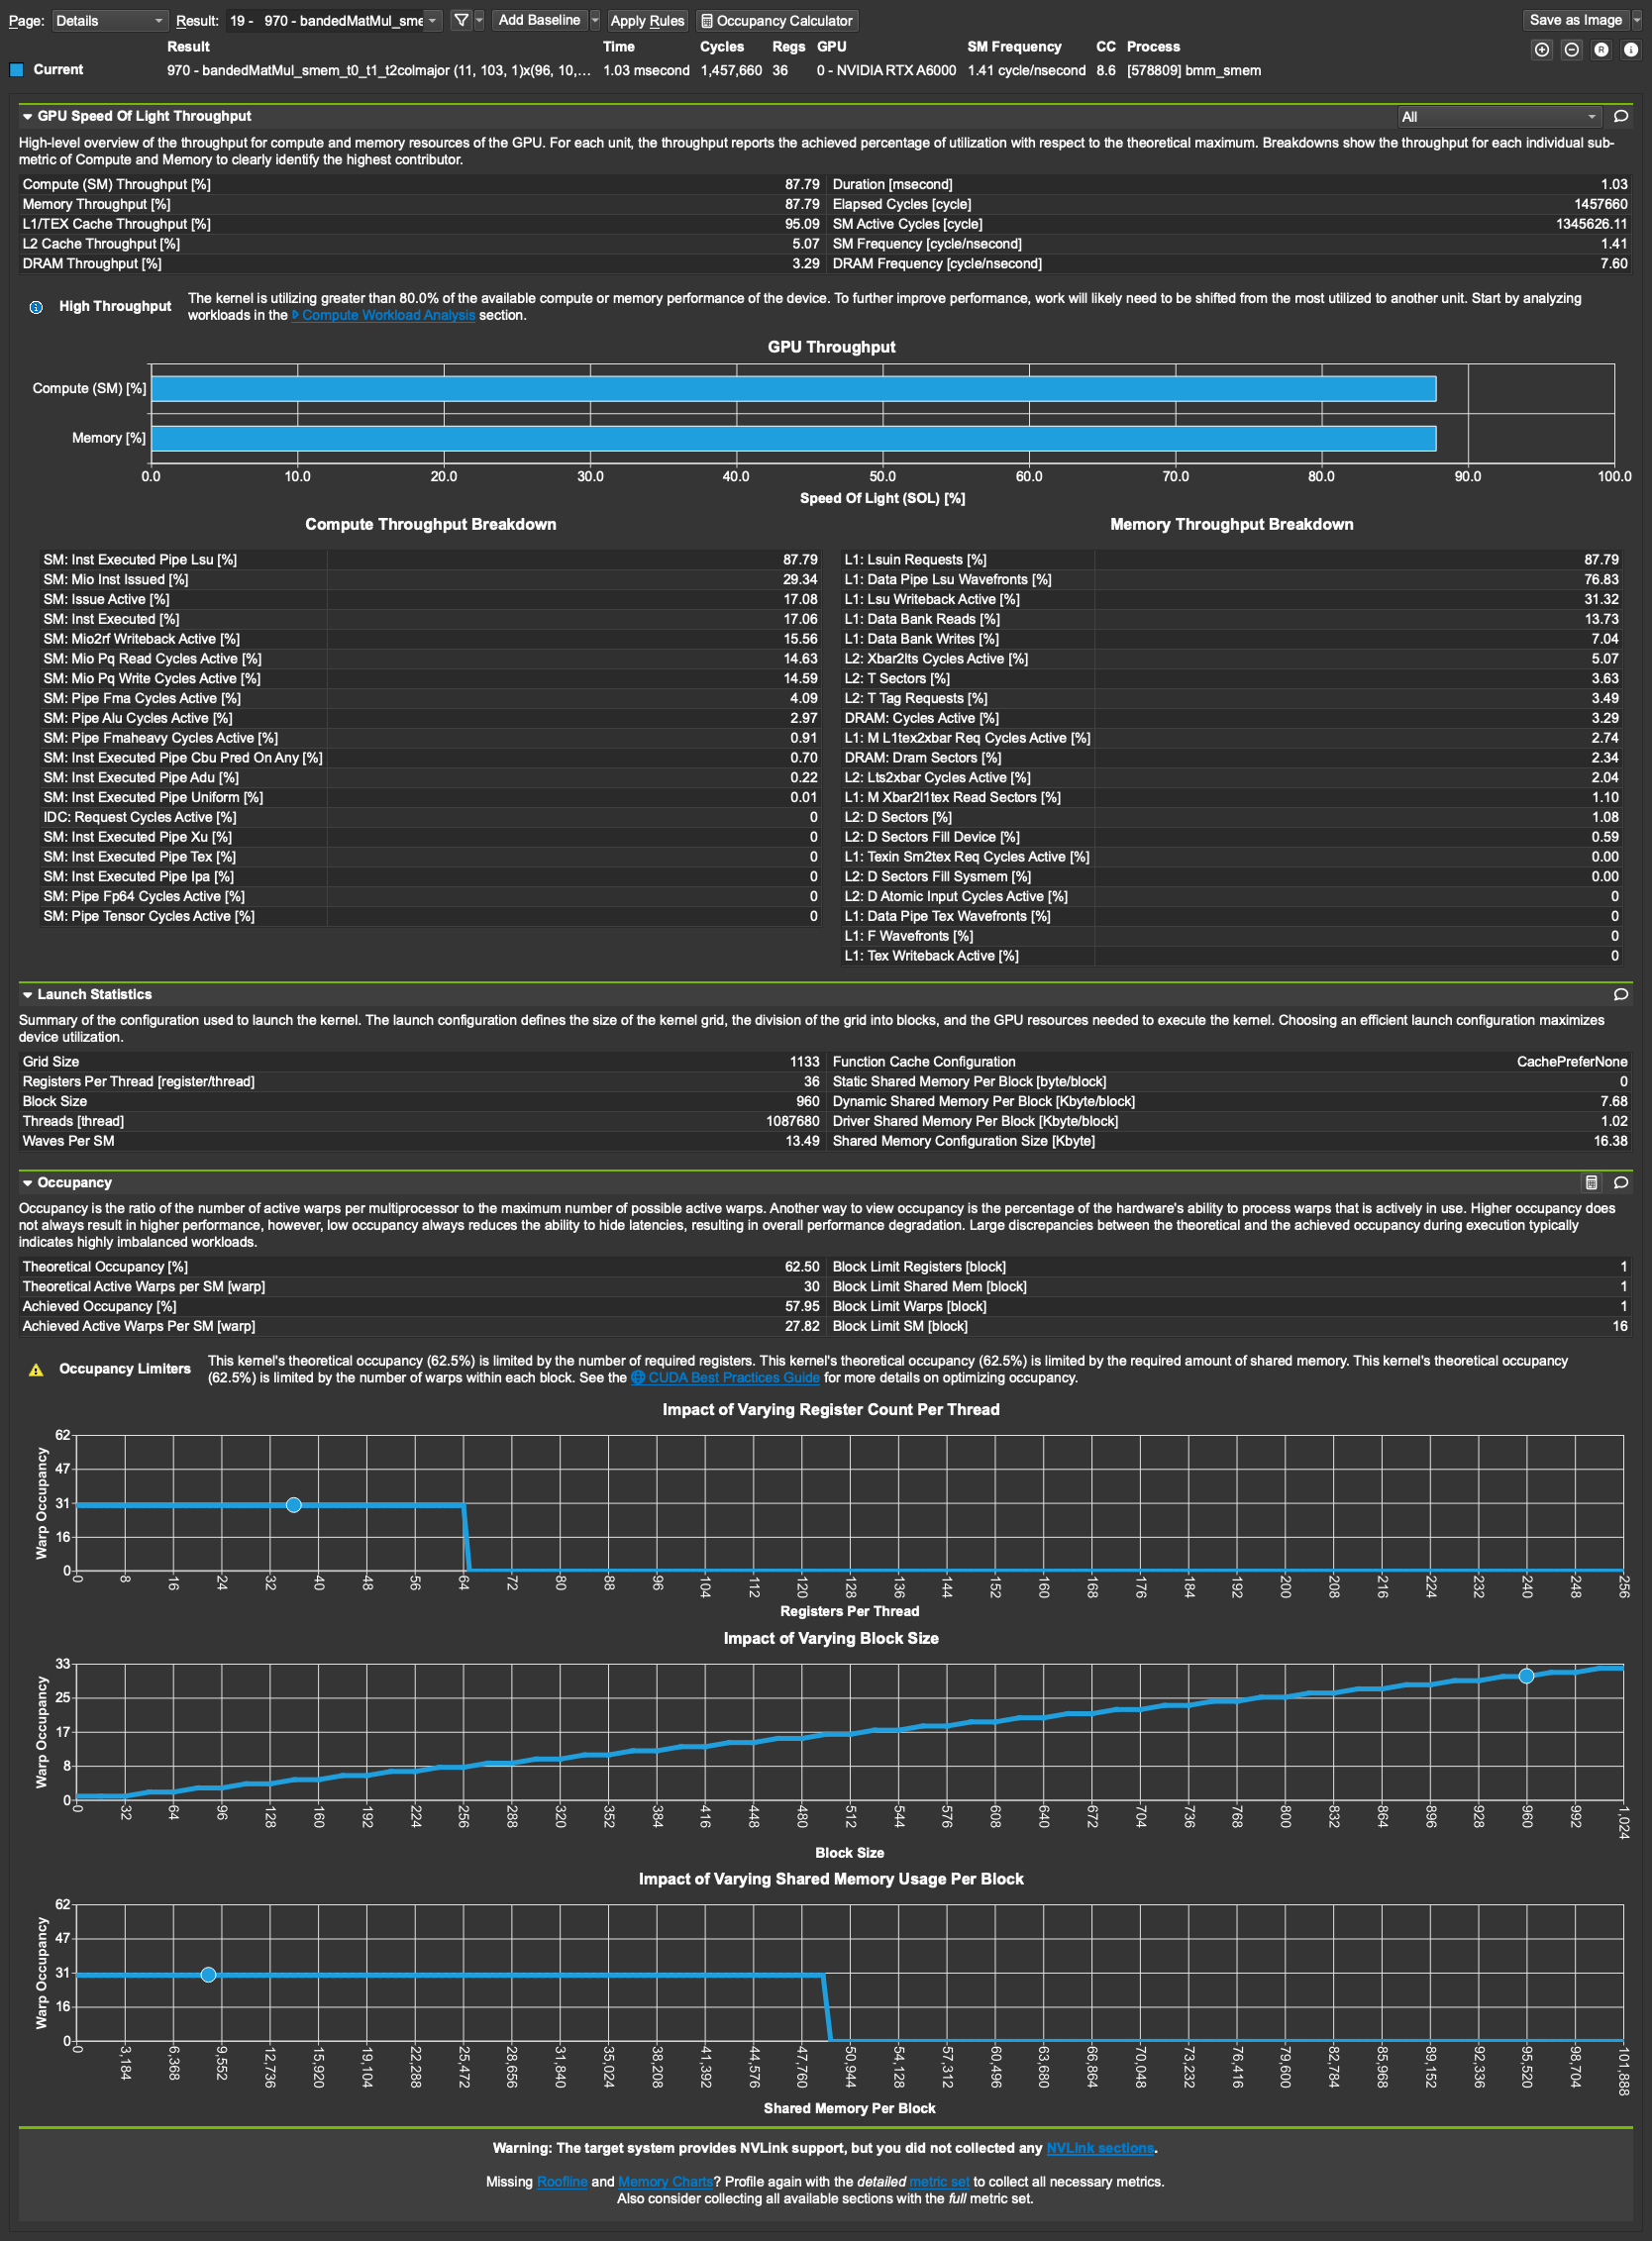 Page: Details Result: 19 - 970 - bandedMatMul_sme Add Baseline Apply Rules Occupancy Calculator Save as Image
Result Time Cycles Regs GPU SM Frequency CC Process
Current 970 - bandedMatMul_smem_t0_t1_t2colmajor (11, 103, 1)x(96, 10,... 1.03 msecond 1,457,660 36 0 - NVIDIA RTX A6000 1.41 cycle/nsecond 8.6 [578809] bmm_smem
GPU Speed Of Light Throughput All
High-level overview of the throughput for compute and memory resources of the GPU. For each unit, the throughput reports the achieved percentage of utilization with respect to the theoretical maximum. Breakdowns show the throughput for each individual sub-
metric of Compute and Memory to clearly identify the highest contributor.
Compute (SM) Throughput [%] 87.79 Duration [msecond] 1.03
Memory Throughput [%] 87.79 Elapsed Cycles [cycle] 1457660
L1/TEX Cache Throughput [%] 95.09 SM Active Cycles [cycle] 1345626.11
L2 Cache Throughput [%] 5.07 SM Frequency [cycle/nsecond] 1.41
DRAM Throughput [%] 3.29 DRAM Frequency [cycle/nsecond] 7.60
High Throughput The kernel is utilizing greater than 80.0% of the available compute or memory performance of the device. To further improve performance, work will likely need to be shifted from the most utilized to another unit. Start by analyzing
workloads in the Compute Workload Analysis section.
GPU Throughput
Compute (SM) [%]
Memory [%]
0.0 10.0 20.0 30.0 40.0 50.0 60.0 70.0 80.0 90.0 100.0
Speed Of Light (SOL) [%]
Compute Throughput Breakdown
SM: Inst Executed Pipe Lsu [%] 87.79
SM: Mio Inst Issued [%] 29.34
SM: Issue Active [%] 17.08
SM: Inst Executed [%] 17.06
SM: Mio2rf Writeback Active [%] 15.56
SM: Mio Pq Read Cycles Active [%] 14.63
SM: Mio Pq Write Cycles Active [%] 14.59
SM: Pipe Fma Cycles Active [%] 4.09
SM: Pipe Alu Cycles Active [%] 2.97
SM: Pipe Fmaheavy Cycles Active [%] 0.91
SM: Inst Executed Pipe Cbu Pred On Any [%] 0.70
SM: Inst Executed Pipe Adu [%] 0.22
SM: Inst Executed Pipe Uniform [%] 0.01
IDC: Request Cycles Active [%] 0
SM: Inst Executed Pipe Xu [%] 0
SM: Inst Executed Pipe Tex [%] 0
SM: Inst Executed Pipe Ipa [%] 0
SM: Pipe Fp64 Cycles Active [%] 0
SM: Pipe Tensor Cycles Active [%] 0
Memory Throughput Breakdown
L1: Lsuin Requests [%] 87.79
L1: Data Pipe Lsu Wavefronts [%] 76.83
L1: Lsu Writeback Active [%] 31.32
L1: Data Bank Reads [%] 13.73
L1: Data Bank Writes [%] 7.04
L2: Xbar2lts Cycles Active [%] 5.07
L2: T Sectors [%] 3.63
L2: T Tag Requests [%] 3.49
DRAM: Cycles Active [%] 3.29
L1: M L1tex2xbar Req Cycles Active [%] 2.74
DRAM: Dram Sectors [%] 2.34
L2: Lts2xbar Cycles Active [%] 2.04
L1: M Xbar2l1tex Read Sectors [%] 1.10
L2: D Sectors [%] 1.08
L2: D Sectors Fill Device [%] 0.59
L1: Texin Sm2tex Req Cycles Active [%] 0.00
L2: D Sectors Fill Sysmem [%] 0.00
L2: D Atomic Input Cycles Active [%] 0
L1: Data Pipe Tex Wavefronts [%] 0
L1: F Wavefronts [%] 0
L1: Tex Writeback Active [%] 0
Launch Statistics
Summary of the configuration used to launch the kernel. The launch configuration defines the size of the kernel grid, the division of the grid into blocks, and the GPU resources needed to execute the kernel. Choosing an efficient launch configuration maximizes
device utilization.
Grid Size 1133 Function Cache Configuration CachePreferNone
Registers Per Thread [register/thread] 36 Static Shared Memory Per Block [byte/block] 0
Block Size 960 Dynamic Shared Memory Per Block [Kbyte/block] 7.68
Threads [thread] 1087680 Driver Shared Memory Per Block [Kbyte/block] 1.02
Waves Per SM 13.49 Shared Memory Configuration Size [Kbyte] 16.38
Occupancy
Occupancy is the ratio of the number of active warps per multiprocessor to the maximum number of possible active warps. Another way to view occupancy is the percentage of the hardware's ability to process warps that is actively in use. Higher occupancy does
not always result in higher performance, however, low occupancy always reduces the ability to hide latencies, resulting in overall performance degradation. Large discrepancies between the theoretical and the achieved occupancy during execution typically
indicates highly imbalanced workloads.
Theoretical Occupancy [%] 62.50 Block Limit Registers [block] 1
Theoretical Active Warps per SM [warp] 30 Block Limit Shared Mem [block] 1
Achieved Occupancy [%] 57.95 Block Limit Warps [block] 1
Achieved Active Warps Per SM [warp] 27.82 Block Limit SM [block] 16
Occupancy Limiters This kernel's theoretical occupancy (62.5%) is limited by the number of required registers. This kernel's theoretical occupancy (62.5%) is limited by the required amount of shared memory. This kernel's theoretical occupancy
(62.5%) is limited by the number of warps within each block. See the CUDA Best Practices Guide for more details on optimizing occupancy.
Impact of Varying Register Count Per Thread
Warp Occupancy
62
47
31
16
0
0 8 16 24 32 40 48 56 64 72 80 88 96 104 112 120 128 136 144 152 160 168 176 184 192 200 208 216 224 232 240 248 256
Registers Per Thread
Impact of Varying Block Size
Warp Occupancy
33
25
17
8
0
0 32 64 96 128 160 192 224 256 288 320 352 384 416 448 480 512 544 576 608 640 672 704 736 768 800 832 864 896 928 960 992 1,024
Block Size
Impact of Varying Shared Memory Usage Per Block
Warp Occupancy
62
47
31
16
0
0 3,184 6,368 9,552 12,736 15,920 19,104 22,288 25,472 28,656 31,840 35,024 38,208 41,392 44,576 47,760 50,944 54,128 57,312 60,496 63,680 66,864 70,048 73,232 76,416 79,600 82,784 85,968 89,152 92,336 95,520 98,704 101,888
Shared Memory Per Block
Warning: The target system provides NVLink support, but you did not collected any NVLink sections.
Missing Roofline and Memory Charts? Profile again with the detailed metric set to collect all necessary metrics.
Also consider collecting all available sections with the full metric set.